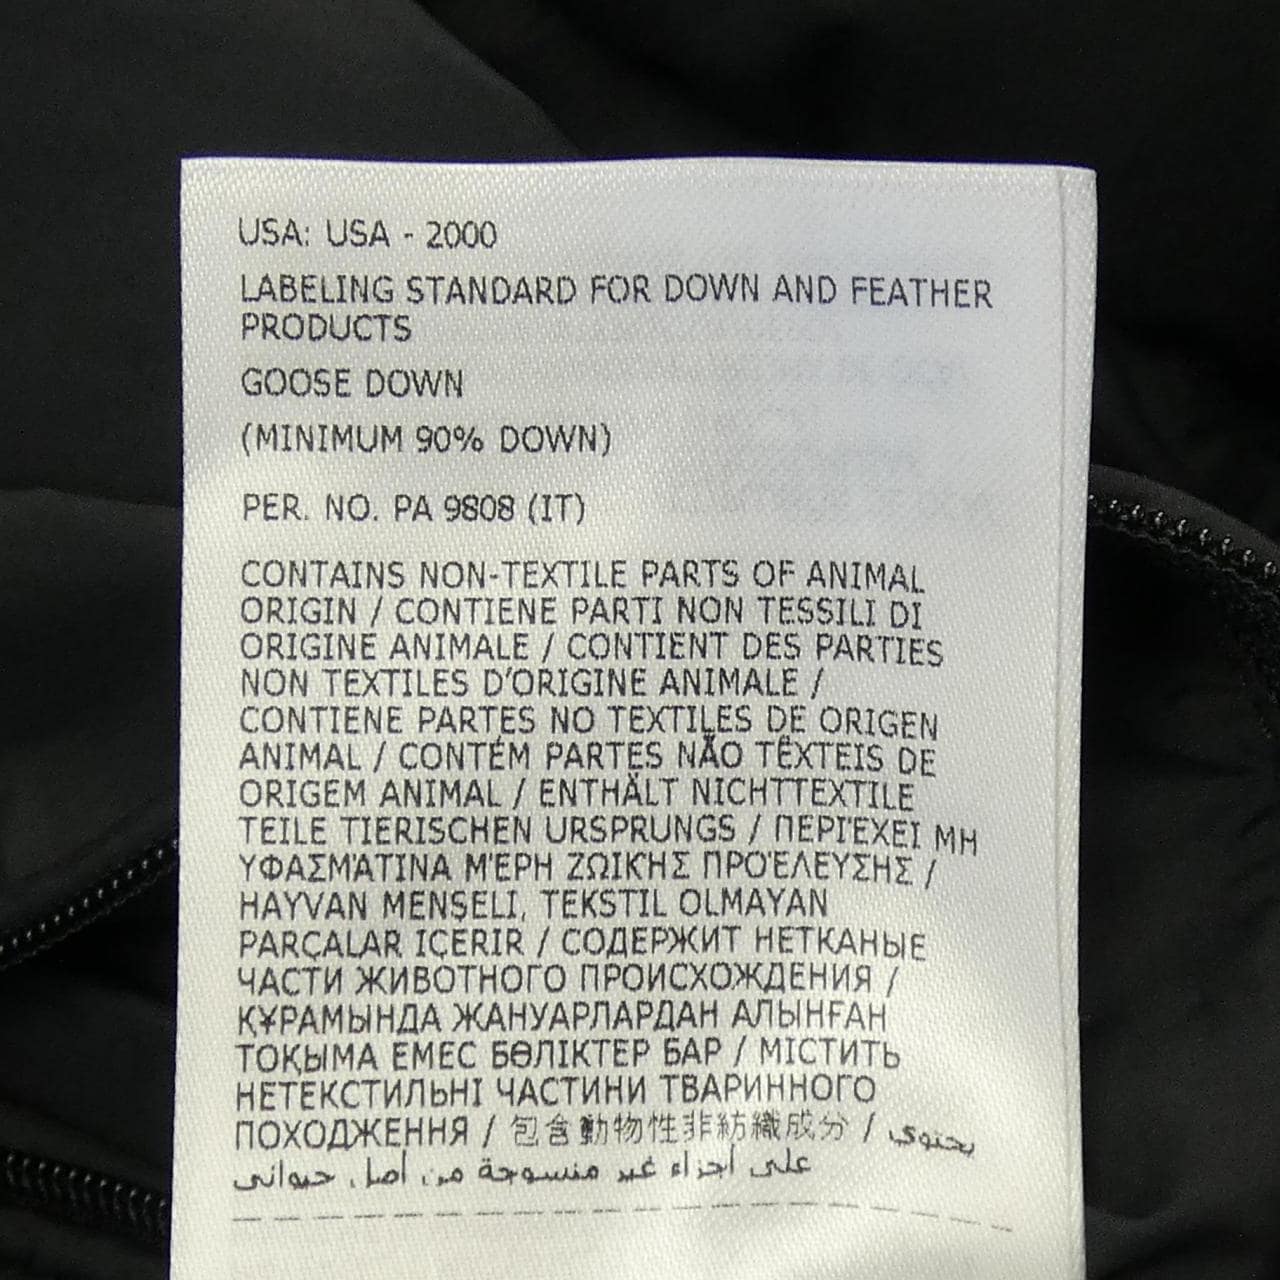 USA: USA - 2000
LABELING STANDARD FOR DOWN AND FEATHER
PRODUCTS
GOOSE DOWN
(MINIMUM 90% DOWN)
PER. NO. PA 9808 (IT)
CONTAINS NON-TEXTILE PARTS OF ANIMAL
ORIGIN / CONTIENE PARTI NON TESSILI DI
ORIGINE ANIMALE / CONTIENT DES PARTIES
NON TEXTILES D'ORIGINE ANIMALE /
CONTIENE PARTES NO TEXTILES DE ORIGEN
ANIMAL / CONTÉM PARTES NÃO TÊXTEIS DE
ORIGEM ANIMAL / ENTHÄLT NICHTTEXTILE
TEILE TIERISCHEN URSPRUNGS / ΠΕΡΙΈΧΕΙ ΜΗ
ΥΦΑΣΜΆΤΙΝΑ ΜΈΡΗ ΖΩΙΚΉΣ ΠΡΟΈΛΕΥΣΗΣ /
HAYVAN MENŞELI, TEKSTIL OLMAYAN
PARÇALAR IÇERIR / СОДЕРЖИТ НЕТКАНЫЕ
ЧАСТИ ЖИВОТНОГО ПРОИСХОЖДЕНИЯ /
ҚҰРАМЫНДА ЖАНУАРЛАРДАН АЛЫНҒАН
ТОҚЫМА ЕМЕС БӨЛІКТЕР БАР / МІСТИТЬ
НЕТЕКСТИЛЬНІ ЧАСТИНИ ТВАРИННОГО
ПОХОДЖЕННЯ / 包含動物性非紡織成分 / يحتوي
على أجزاء غير منسوجة من أصل حيواني